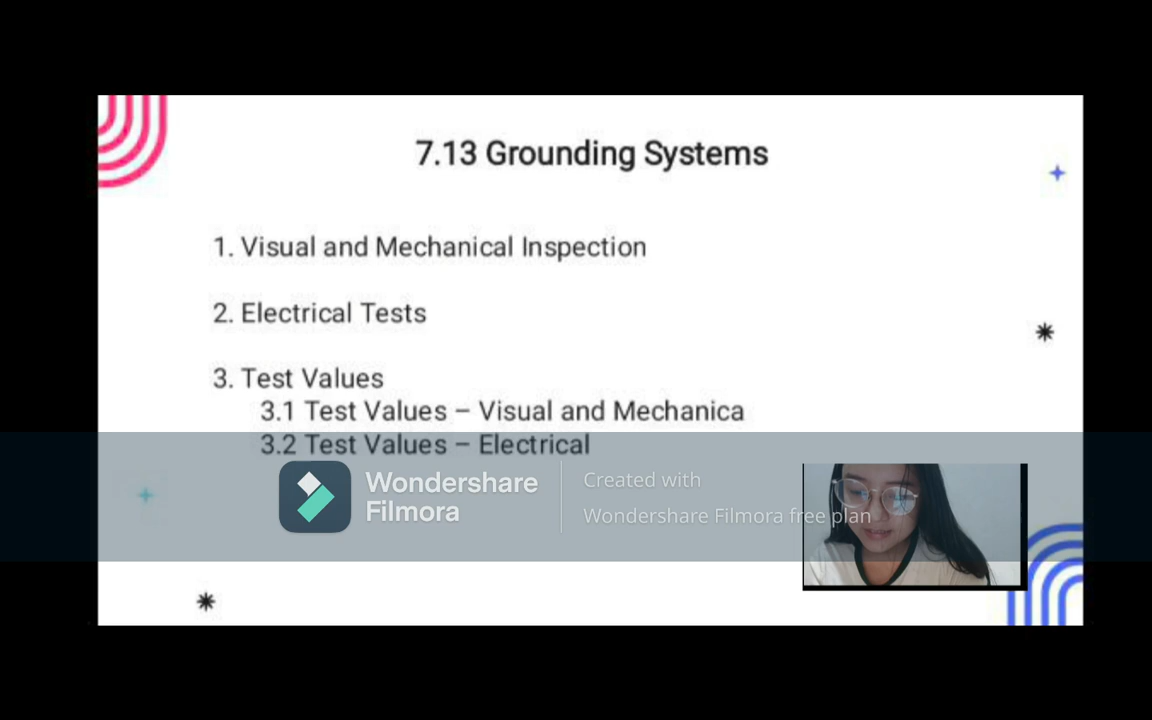 7.13 Grounding Systems
1. Visual and Mechanical Inspection
2. Electrical Tests
3. Test Values
3.1 Test Values – Visual and Mechanica
3.2 Test Values – Electrical
Wondershare
Filmora
Created with
Wondershare Filmora free plan